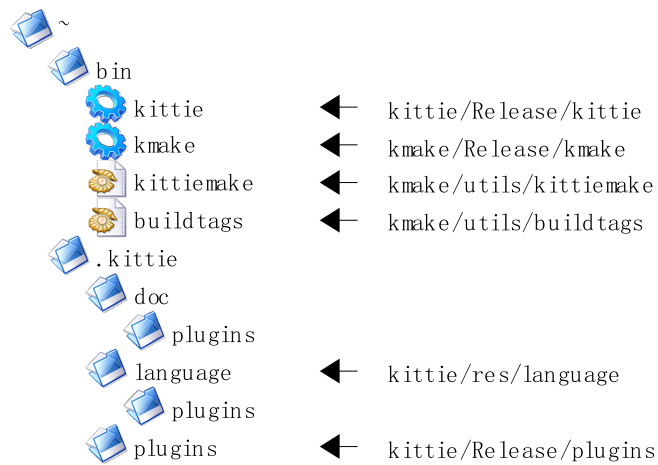 ~
bin
kittie kittie/Release/kittie
kmake kmake/Release/kmake
kittiemake kmake/utils/kittiemake
buildtags kmake/utils/buildtags
.kittie
doc
plugins
language kittie/res/language
plugins
plugins kittie/Release/plugins